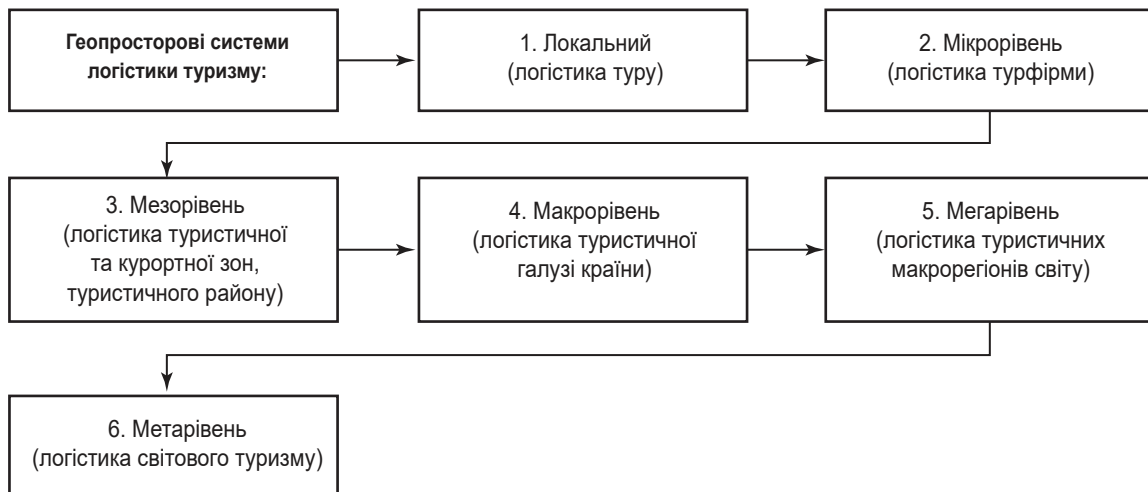 Геопросторові системи
логістики туризму:
1. Локальний
(логістика туру)
2. Мікрорівень
(логістика турфірми)
3. Мезорівень
(логістика туристичної
та курортної зон,
туристичного району)
4. Макрорівень
(логістика туристичної
галузі країни)
5. Мегарівень
(логістика туристичних
макрорегіонів світу)
6. Метарівень
(логістика світового туризму)